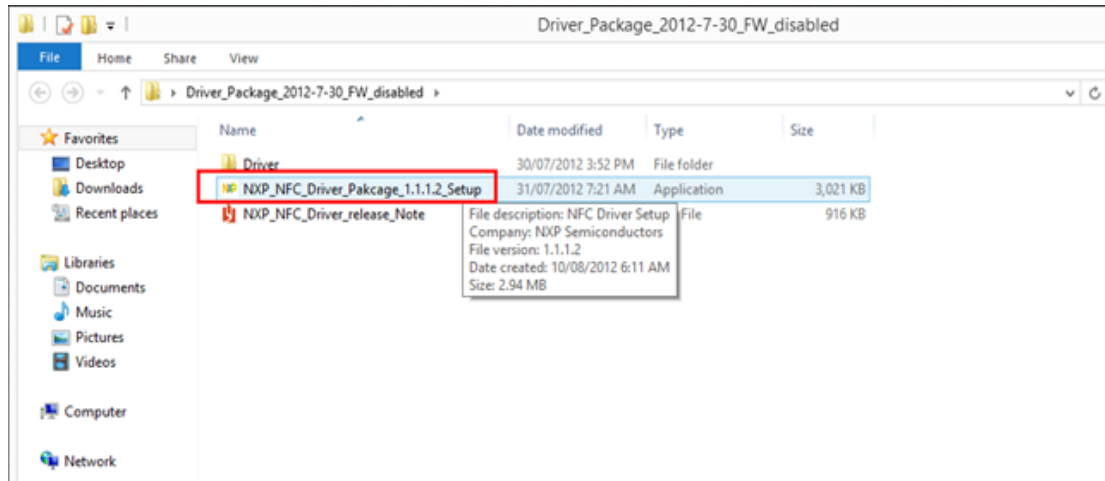 Driver_Package_2012-7-30_FW_disabled
File Home Share View
Driver_Package_2012-7-30_FW_disabled
Name Date modified Type Size
Favorites
Desktop
Downloads
Recent places
Libraries
Documents
Music
Pictures
Videos
Computer
Network
Driver 30/07/2012 3:52 PM File folder
NXP_NFC_Driver_Pakcage_1.1.1.2_Setup 31/07/2012 7:21 AM Application 3,021 KB
NXP_NFC_Driver_release_Note File 916 KB
File description: NFC Driver Setup
Company: NXP Semiconductors
File version: 1.1.1.2
Date created: 10/08/2012 6:11 AM
Size: 2.94 MB